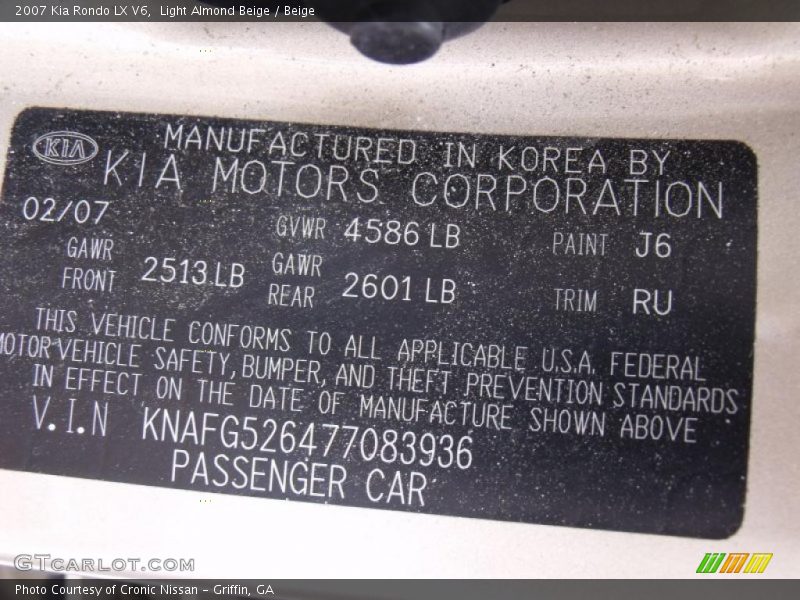 2007 Kia Rondo LX V6,  Light Almond Beige / Beige
KIA
MANUFACTURED IN KOREA BY
KIA MOTORS CORPORATION
02/07 GVWR 4586 LB PAINT J6
GAWR FRONT 2513 LB GAWR REAR 2601 LB TRIM RU
THIS VEHICLE CONFORMS TO ALL APPLICABLE U.S.A. FEDERAL
MOTOR VEHICLE SAFETY, BUMPER, AND THEFT PREVENTION STANDARDS
IN EFFECT ON THE DATE OF MANUFACTURE SHOWN ABOVE
V.I.N KNAFG526477083936
PASSENGER CAR
GTCARLOT.COM
Photo Courtesy of Cronic Nissan - Griffin, GA